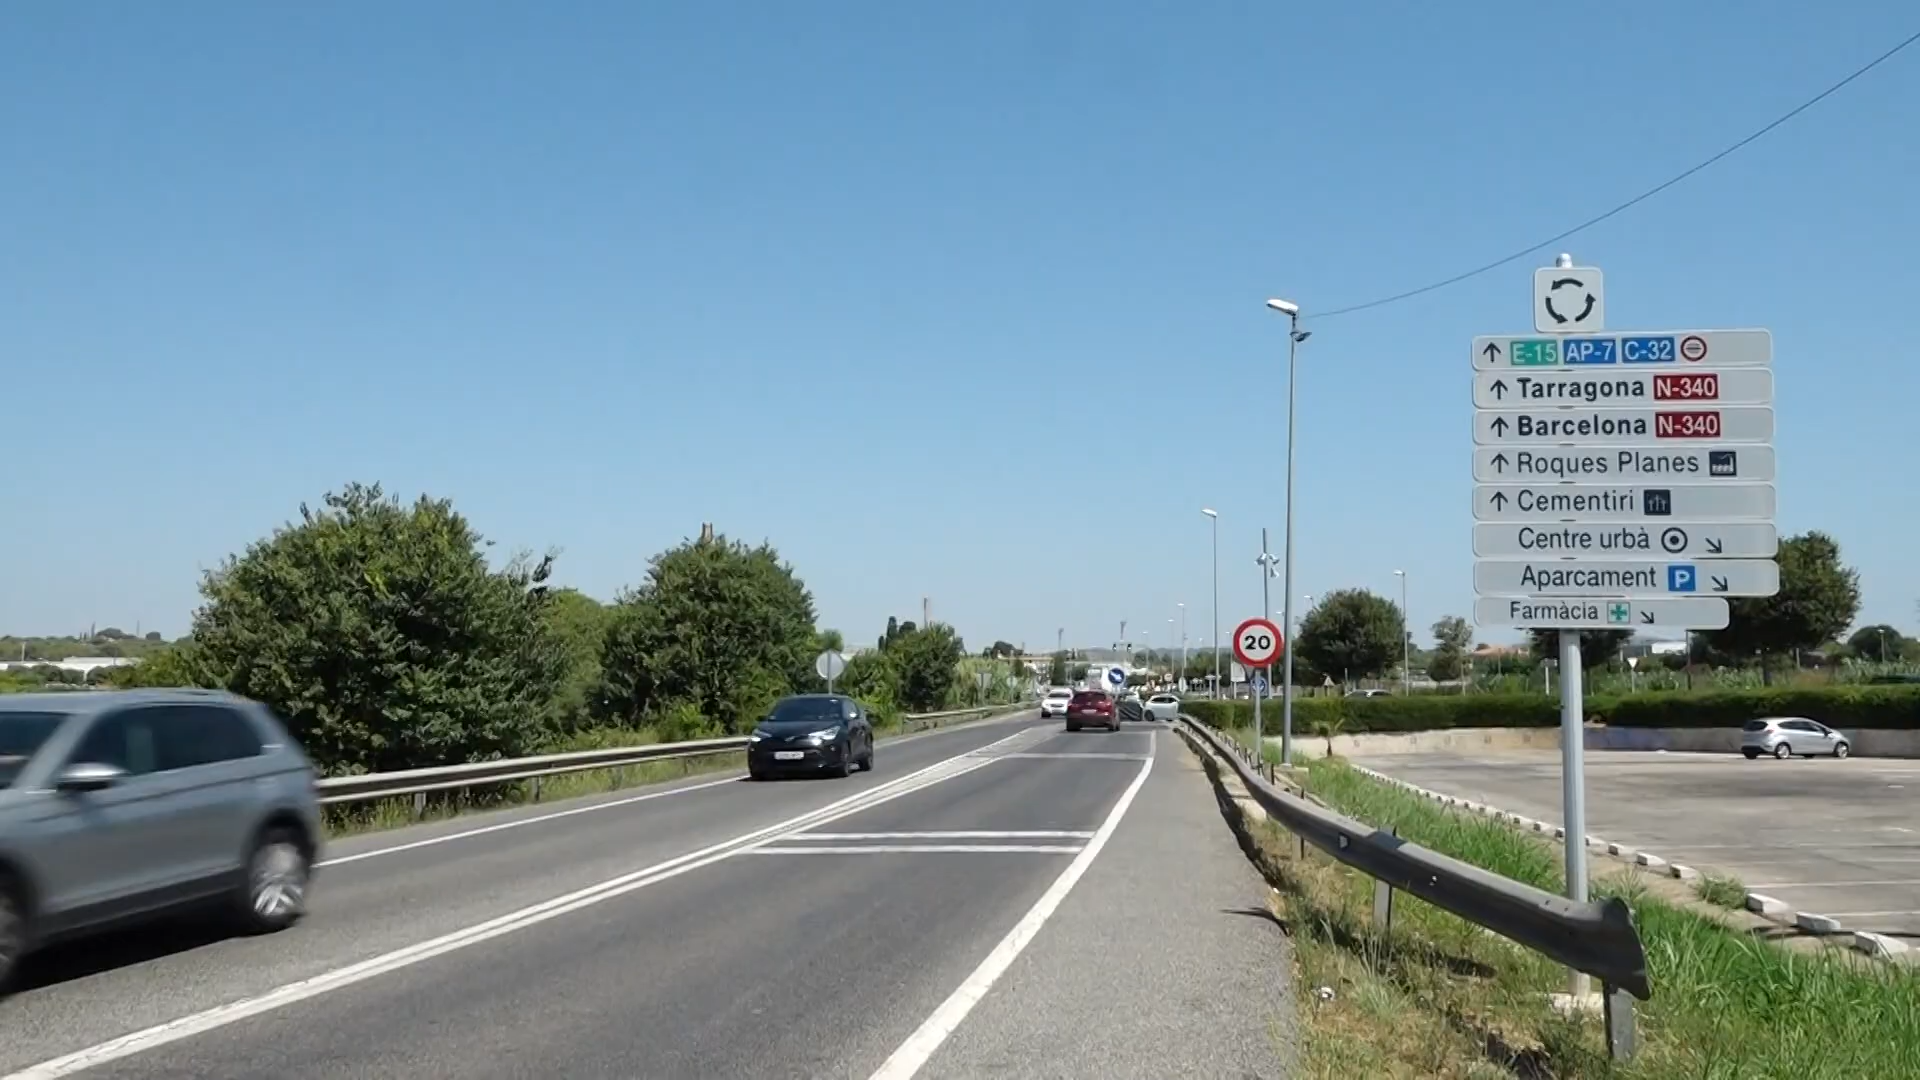 E-15 AP-7 C-32
Tarragona N-340
Barcelona N-340
Roques Planes
Cementiri
Centre urbà
Aparcament P
Farmàcia
20